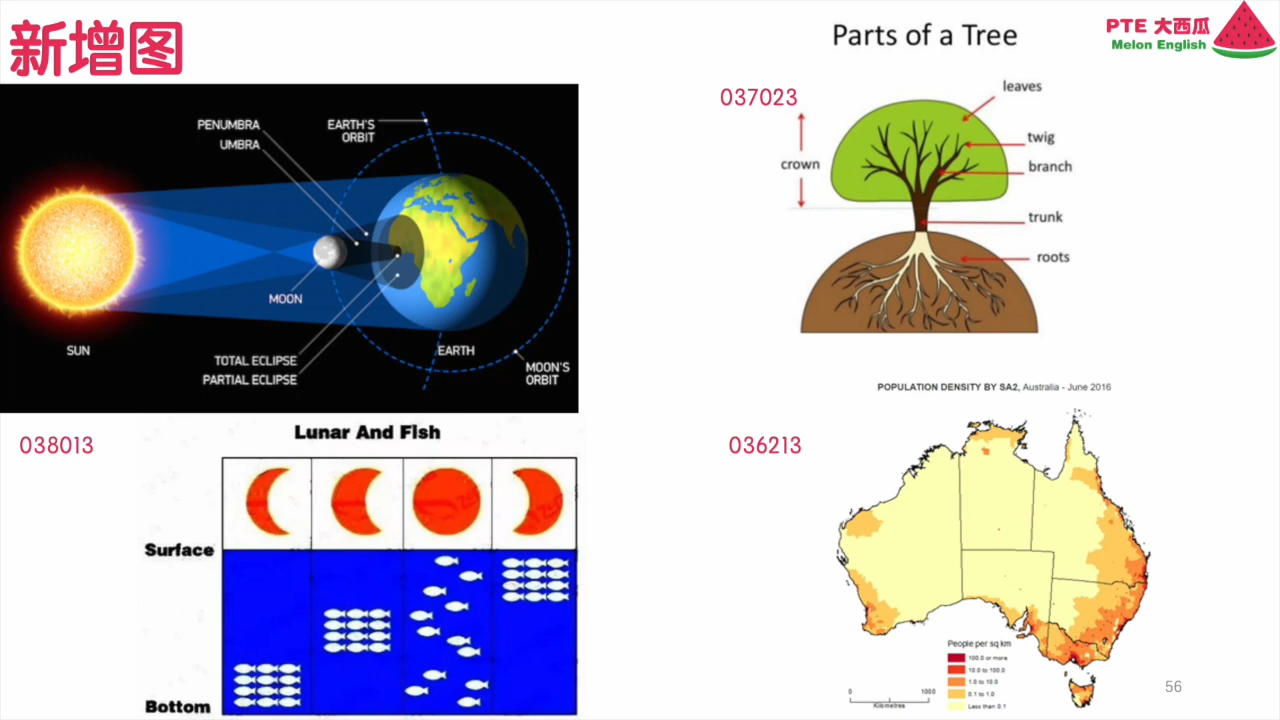 新增图
PTE 大西瓜
Melon English
PENUMBRA
UMBRA
EARTH'S
ORBIT
MOON
SUN
TOTAL ECLIPSE
PARTIAL ECLIPSE
EARTH
MOON'S
ORBIT
Parts of a Tree
037023
leaves
twig
crown
branch
trunk
roots
038013
Lunar And Fish
Surface
Bottom
036213
POPULATION DENSITY BY SA2, Australia - June 2016
People per sq km
100.0 or more
10.0 to 100.0
1.0 to 10.0
0.1 to 1.0
Less than 0.1
0 1000
Kilometres
56